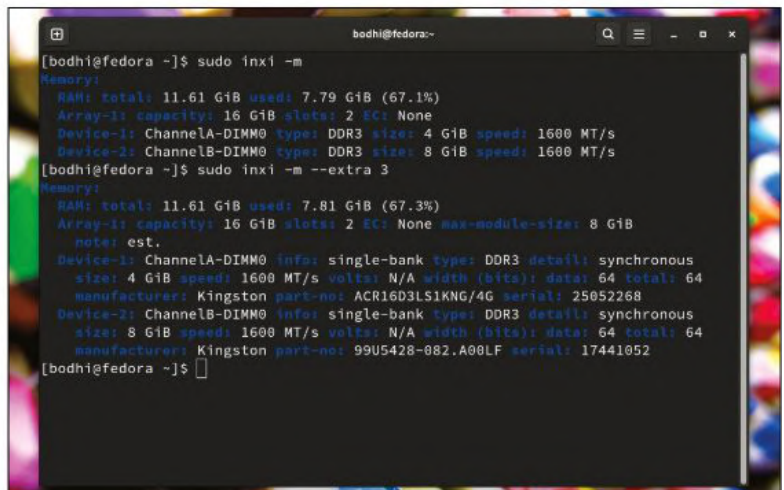 bodhi@fedora:~
[bodhi@fedora ~]$ sudo inxi -m
Memory:
RAM: total: 11.61 GiB used: 7.79 GiB (67.1%)
Array-1: capacity: 16 GiB slots: 2 EC: None
Device-1: ChannelA-DIMM0 type: DDR3 size: 4 GiB speed: 1600 MT/s
Device-2: ChannelB-DIMM0 type: DDR3 size: 8 GiB speed: 1600 MT/s
[bodhi@fedora ~]$ sudo inxi -m --extra 3
Memory:
RAM: total: 11.61 GiB used: 7.81 GiB (67.3%)
Array-1: capacity: 16 GiB slots: 2 EC: None max-module-size: 8 GiB
note: est.
Device-1: ChannelA-DIMM0 info: single-bank type: DDR3 detail: synchronous
size: 4 GiB speed: 1600 MT/s volts: N/A width (bits): data: 64 total: 64
manufacturer: Kingston part-no: ACR16D3LS1KNG/4G serial: 25052268
Device-2: ChannelB-DIMM0 info: single-bank type: DDR3 detail: synchronous
size: 8 GiB speed: 1600 MT/s volts: N/A width (bits): data: 64 total: 64
manufacturer: Kingston part-no: 99U5428-082.A00LF serial: 17441052
[bodhi@fedora ~]$